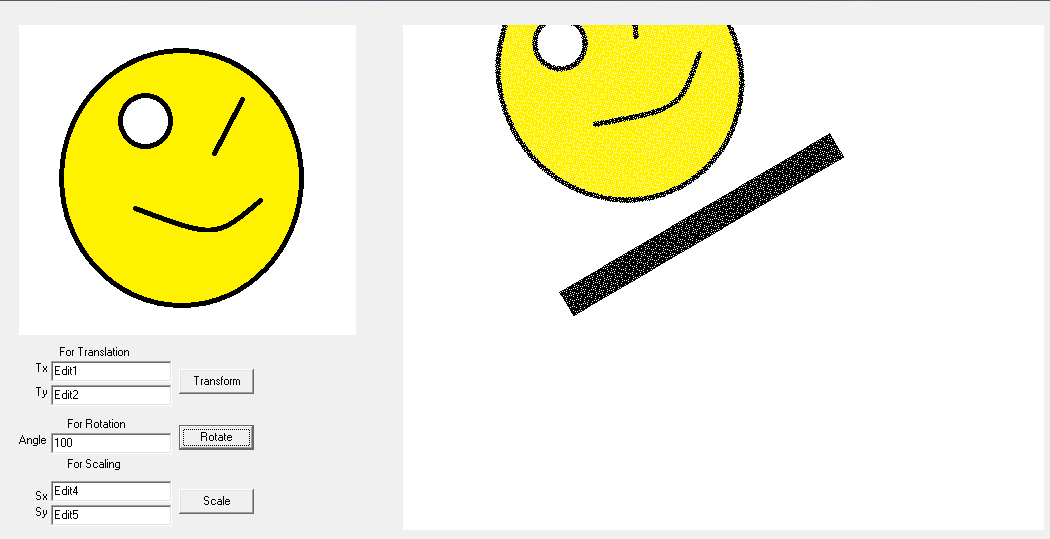 For Translation
Tx Edit1
Transform
Ty Edit2
For Rotation
Angle 100
Rotate
For Scaling
Sx Edit4
Scale
Sy Edit5